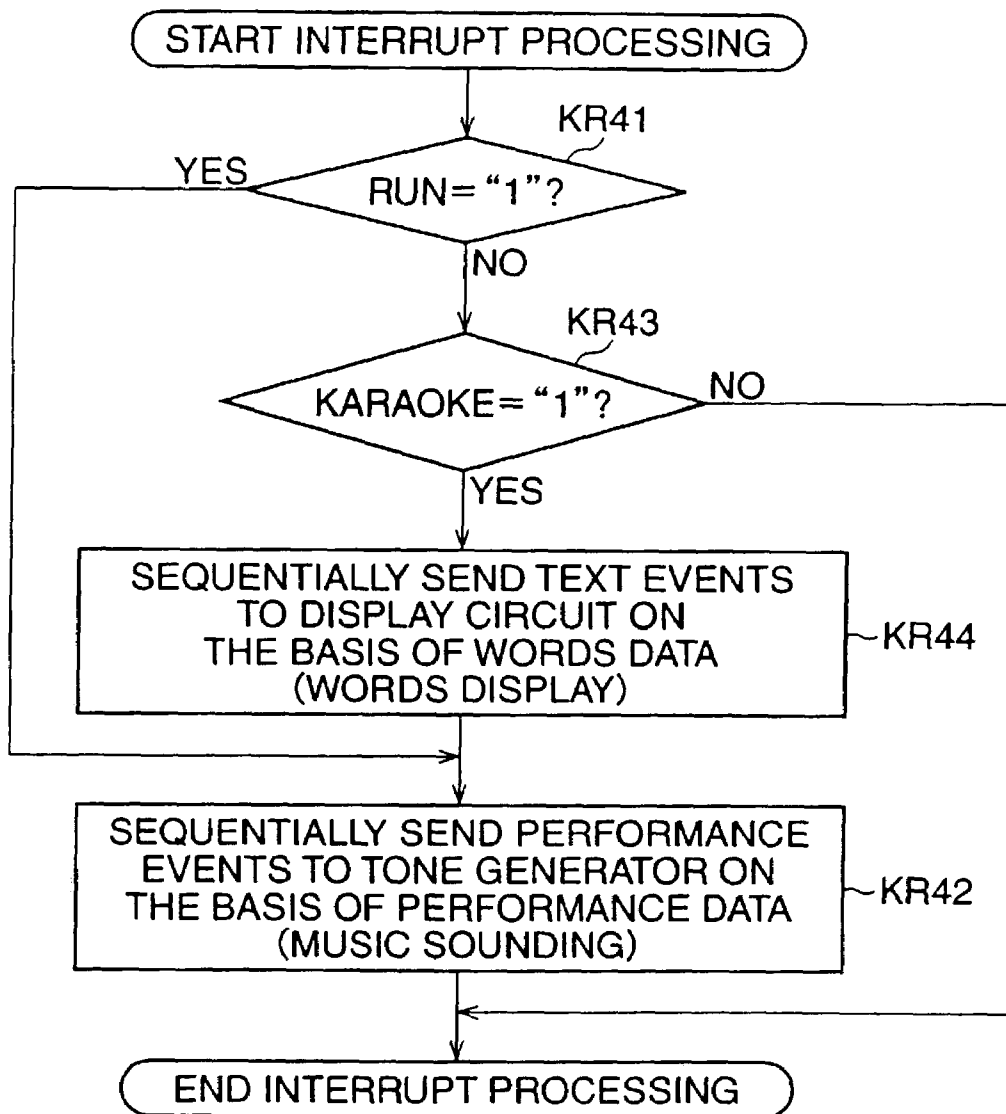 START INTERRUPT PROCESSING
KR41
YES
RUN= “1”?
NO
KR43
KARAOKE= “1”?
NO
YES
SEQUENTIALLY SEND TEXT EVENTS
TO DISPLAY CIRCUIT ON
THE BASIS OF WORDS DATA
(WORDS DISPLAY)
KR44
SEQUENTIALLY SEND PERFORMANCE
EVENTS TO TONE GENERATOR ON
THE BASIS OF PERFORMANCE DATA
(MUSIC SOUNDING)
KR42
END INTERRUPT PROCESSING